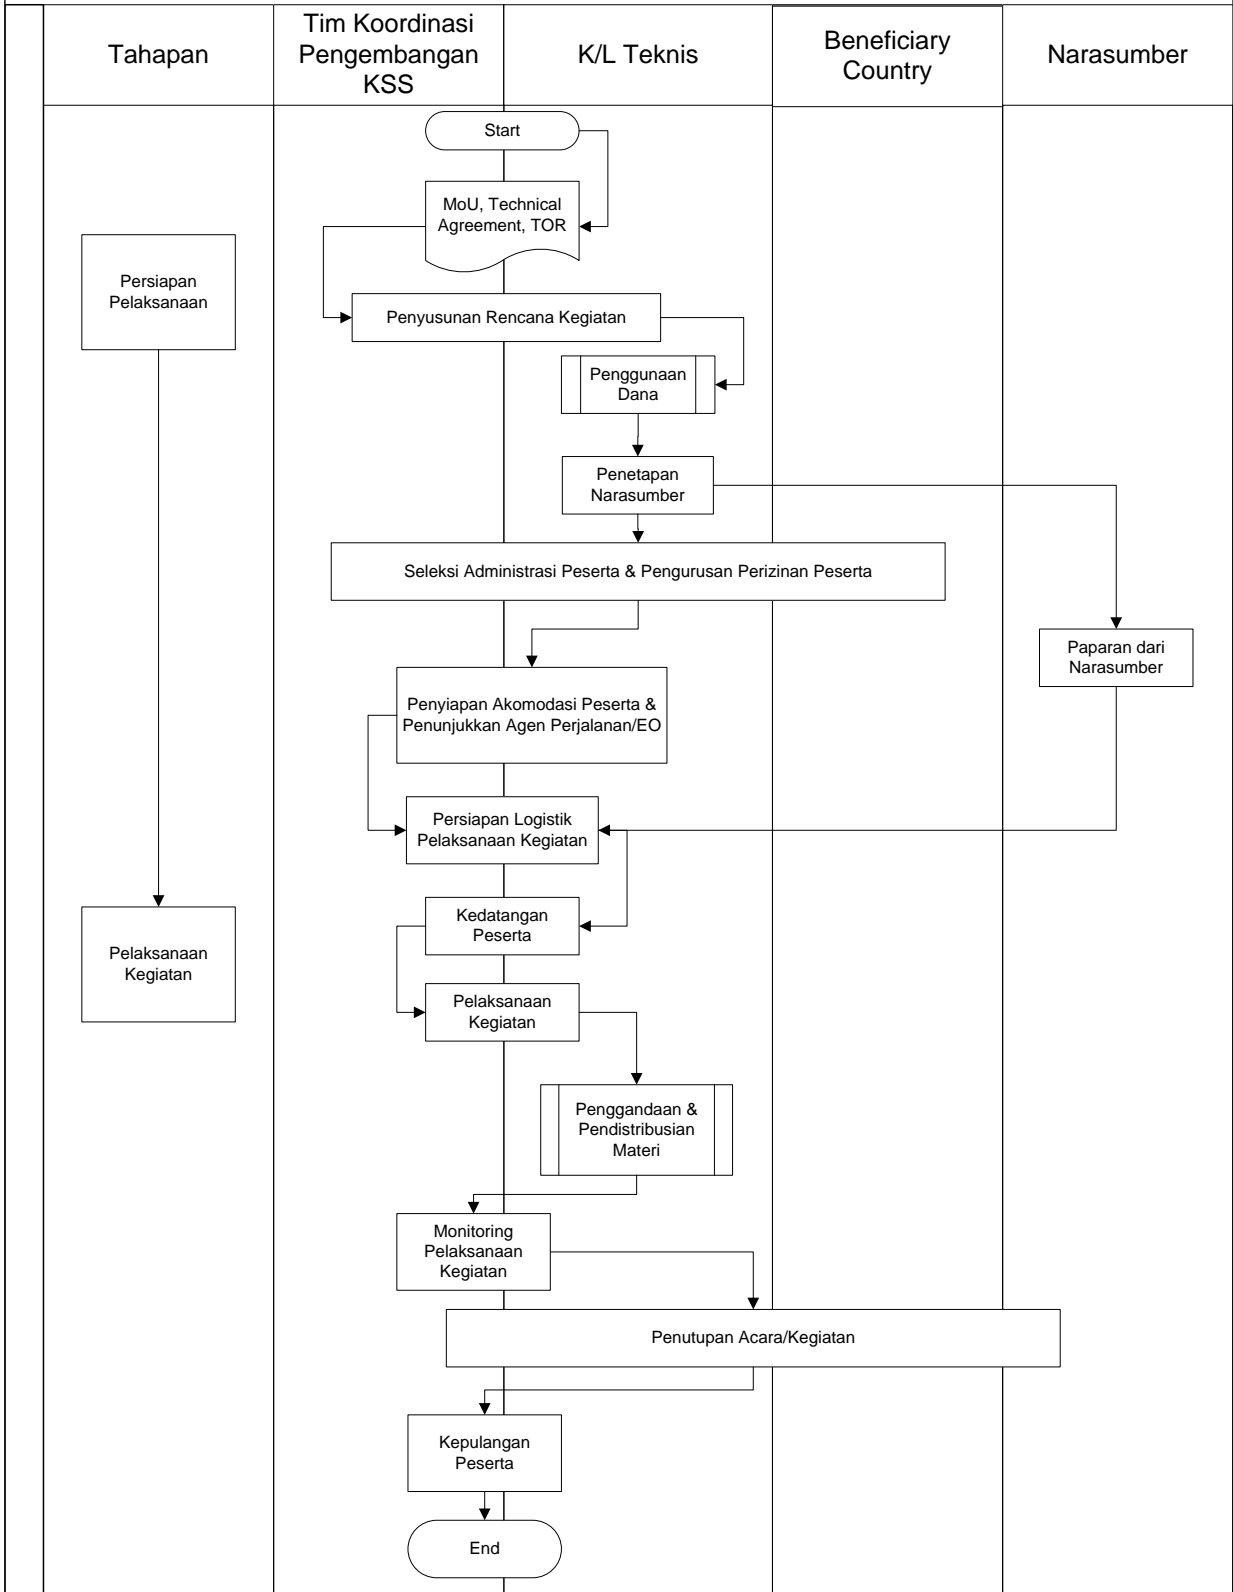 Tahapan
Tim Koordinasi
Pengembangan
KSS
K/L Teknis
Beneficiary
Country
Narasumber
Start
MoU, Technical
Agreement, TOR
Persiapan
Pelaksanaan
Penyusunan Rencana Kegiatan
Penggunaan
Dana
Penetapan
Narasumber
Seleksi Administrasi Peserta & Pengurusan Perizinan Peserta
Paparan dari
Narasumber
Penyiapan Akomodasi Peserta &
Penunjukkan Agen Perjalanan/EO
Persiapan Logistik
Pelaksanaan Kegiatan
Kedatangan
Peserta
Pelaksanaan
Kegiatan
Pelaksanaan
Kegiatan
Penggandaan &
Pendistribusian
Materi
Monitoring
Pelaksanaan
Kegiatan
Penutupan Acara/Kegiatan
Kepulangan
Peserta
End